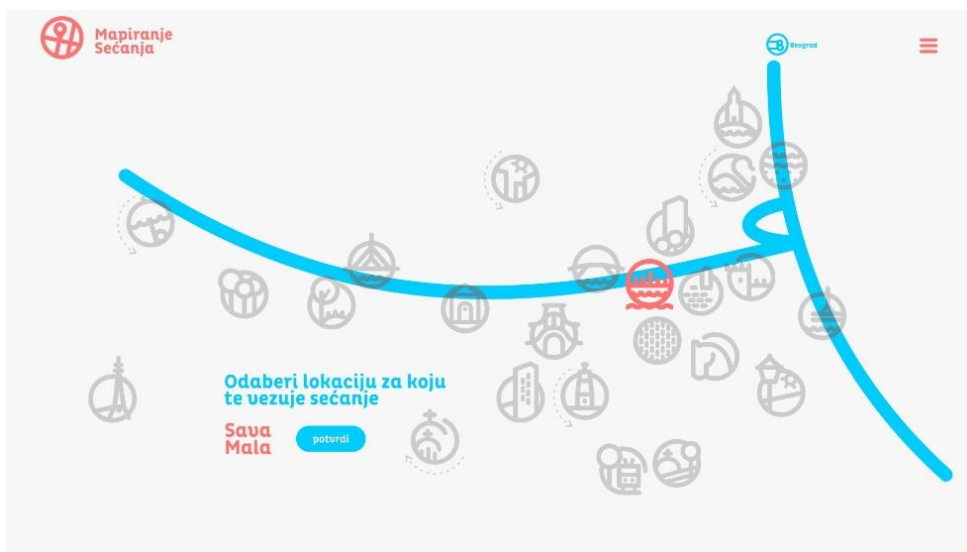 Mapiranje
Sećanja
Beograd
Odaberi lokaciju za koju
te vezuje sećanje
Sava
Mala
potvrdi